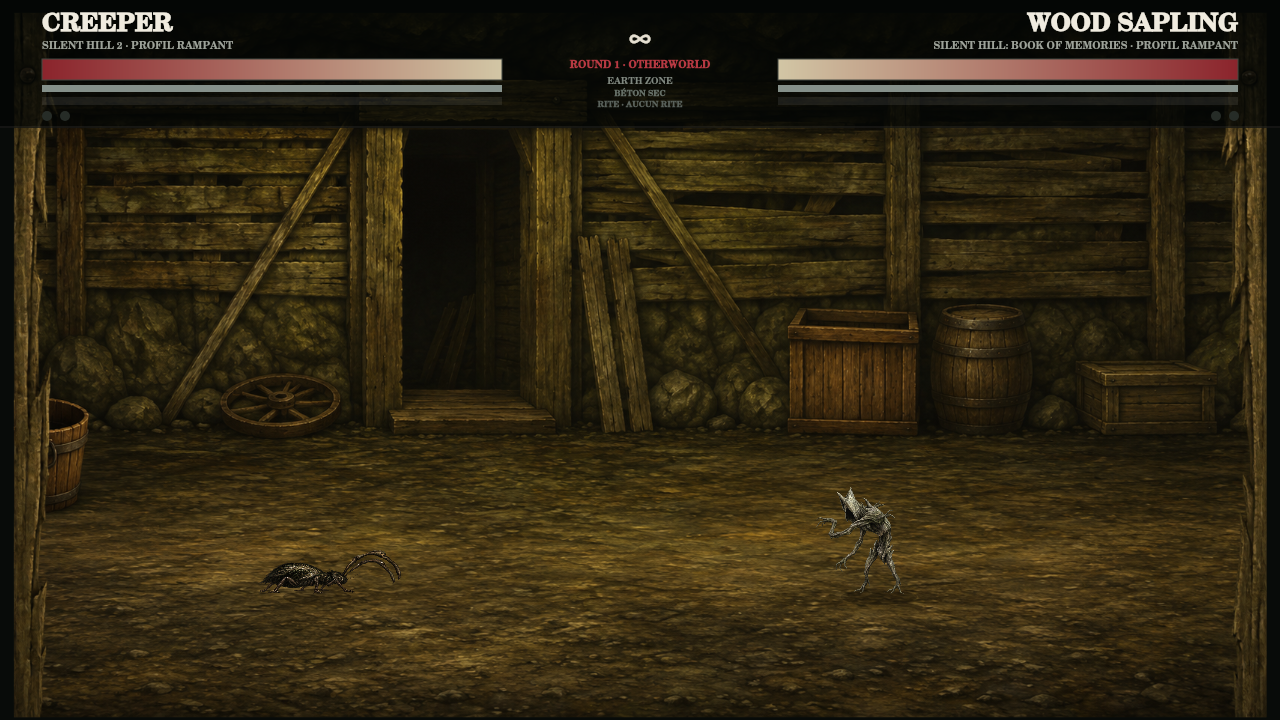 CREEPER
SILENT HILL 2 · PROFIL RAMPANT
∞
ROUND 1 · OTHERWORLD
EARTH ZONE
BÉTON SEC
RITE · AUCUN RITE
WOOD SAPLING
SILENT HILL: BOOK OF MEMORIES · PROFIL RAMPANT